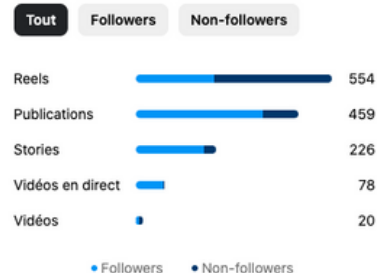 Tout Followers Non-followers
Reels 554
Publications 459
Stories 226
Vidéos en direct 78
Vidéos 20
• Followers • Non-followers